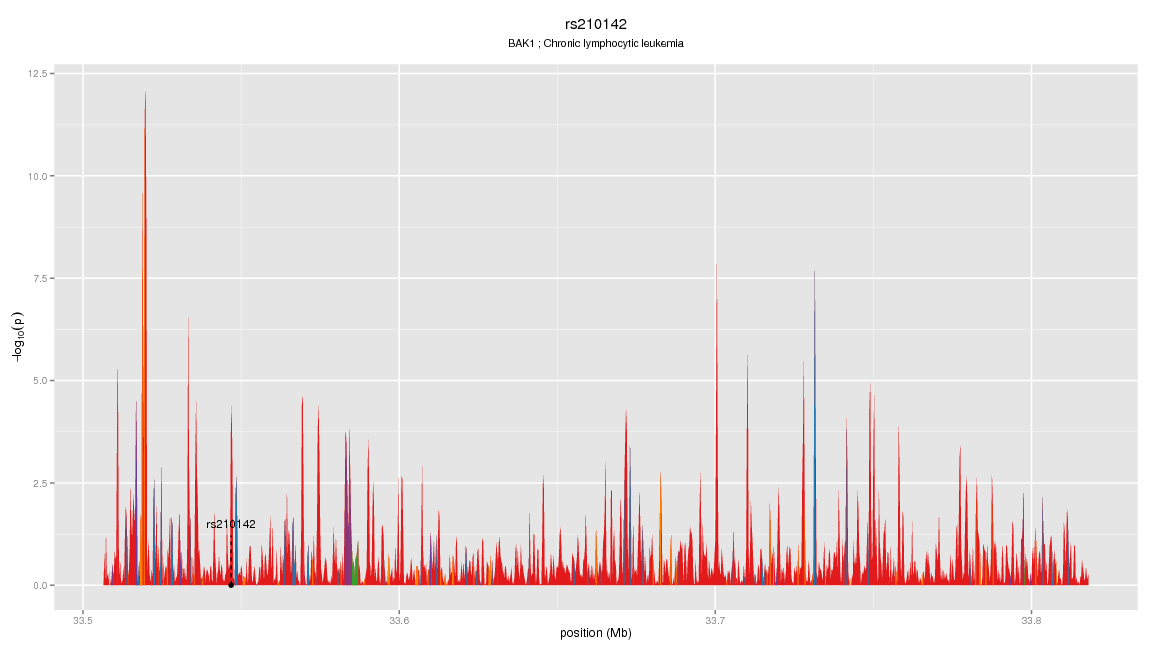 rs210142
BAK1 ; Chronic lymphocytic leukemia
12.5
10.0
7.5
5.0
2.5
0.0
−log10(p)
rs210142
33.5
33.6
33.7
33.8
position (Mb)